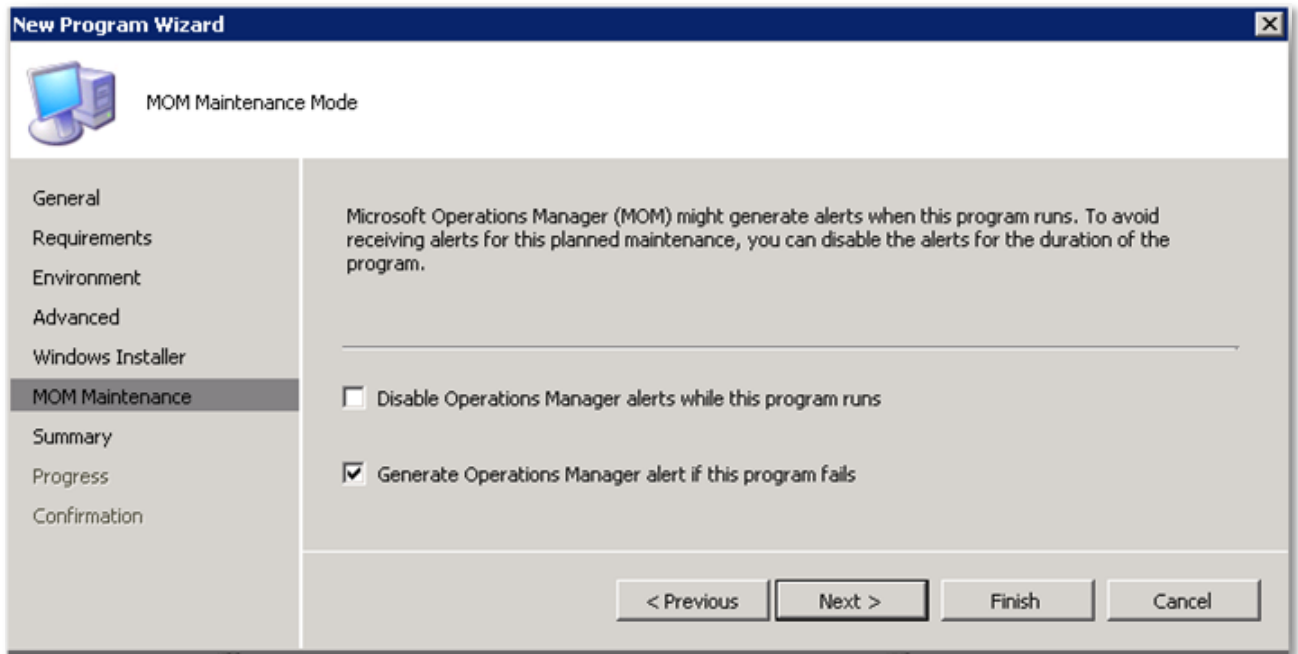 New Program Wizard
MOM Maintenance Mode
General
Requirements
Environment
Advanced
Windows Installer
MOM Maintenance
Summary
Progress
Confirmation
Microsoft Operations Manager (MOM) might generate alerts when this program runs. To avoid
receiving alerts for this planned maintenance, you can disable the alerts for the duration of the
program.
Disable Operations Manager alerts while this program runs
Generate Operations Manager alert if this program fails
< Previous
Next >
Finish
Cancel